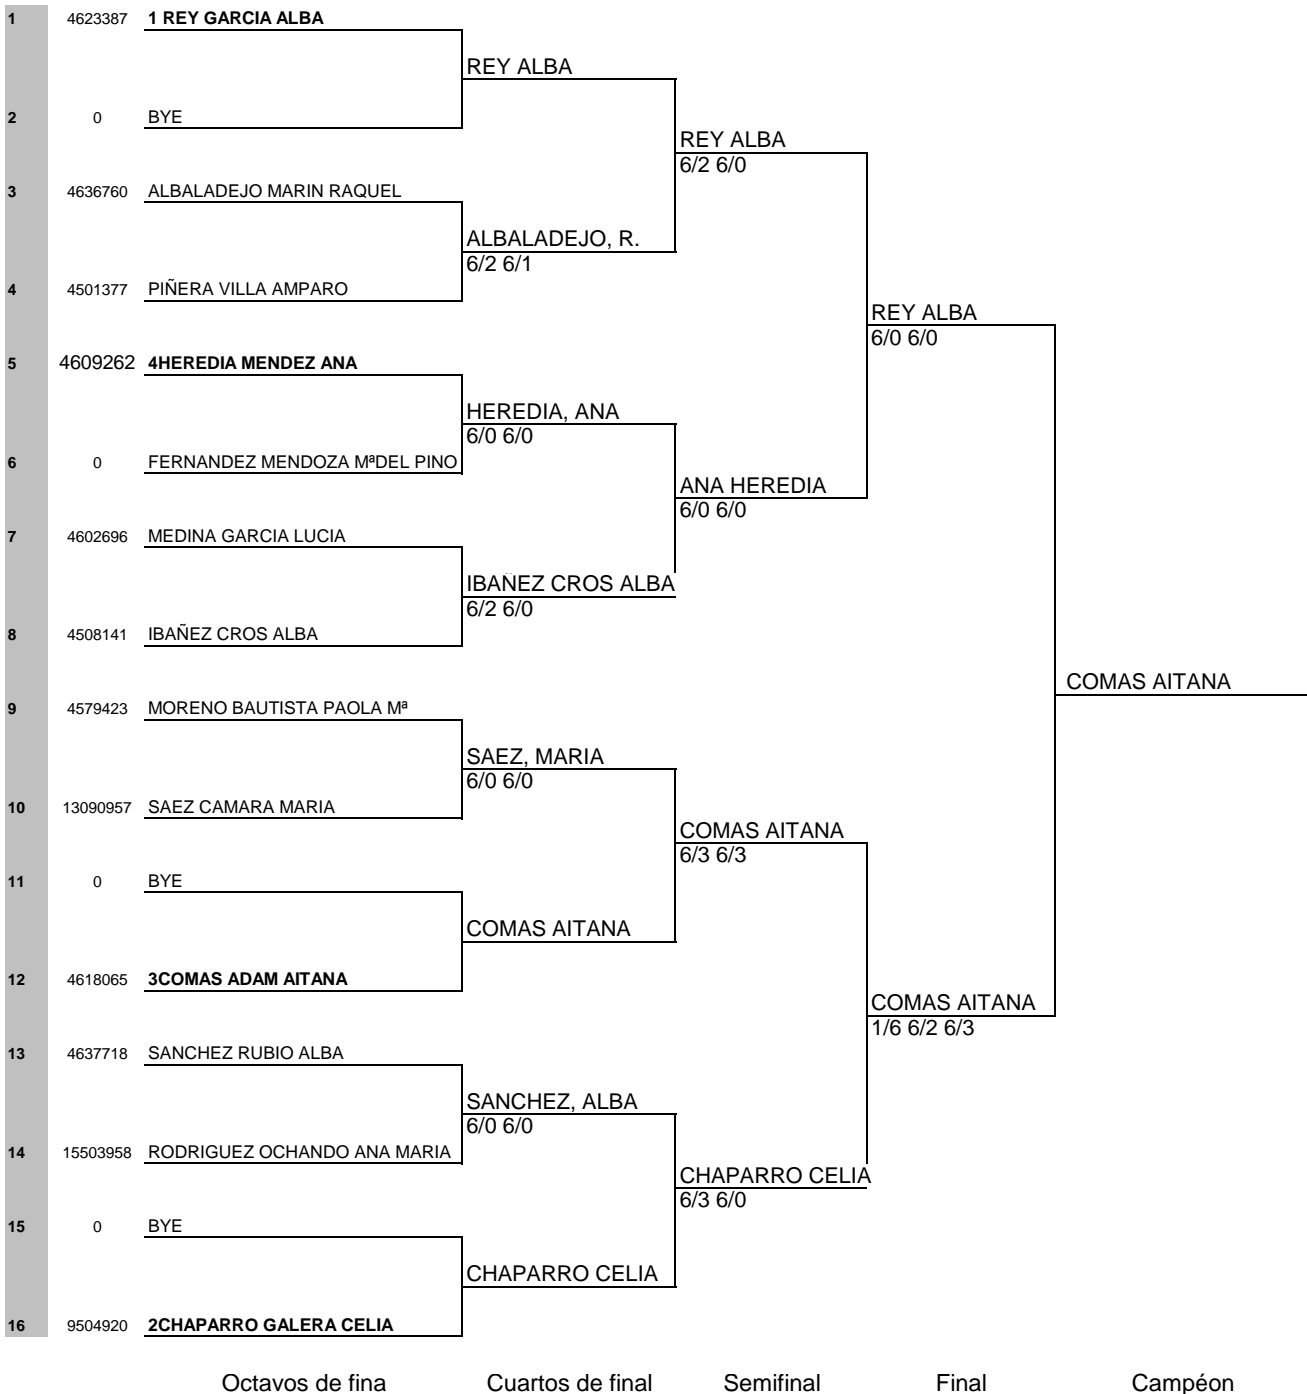 1 4623387 1 REY GARCIA ALBA
REY ALBA
2 0 BYE
REY ALBA
6/2 6/0
3 4636760 ALBALADEJO MARIN RAQUEL
ALBALADEJO, R.
6/2 6/1
4 4501377 PIÑERA VILLA AMPARO
REY ALBA
6/0 6/0
5 4609262 4HEREDIA MENDEZ ANA
HEREDIA, ANA
6/0 6/0
6 0 FERNANDEZ MENDOZA MªDEL PINO
ANA HEREDIA
6/0 6/0
7 4602696 MEDINA GARCIA LUCIA
IBAÑEZ CROS ALBA
6/2 6/0
8 4508141 IBAÑEZ CROS ALBA
COMAS AITANA
9 4579423 MORENO BAUTISTA PAOLA Mª
SAEZ, MARIA
6/0 6/0
10 13090957 SAEZ CAMARA MARIA
COMAS AITANA
6/3 6/3
11 0 BYE
COMAS AITANA
12 4618065 3COMAS ADAM AITANA
COMAS AITANA
1/6 6/2 6/3
13 4637718 SANCHEZ RUBIO ALBA
SANCHEZ, ALBA
6/0 6/0
14 15503958 RODRIGUEZ OCHANDO ANA MARIA
CHAPARRO CELIA
6/3 6/0
15 0 BYE
CHAPARRO CELIA
16 9504920 2CHAPARRO GALERA CELIA
Octavos de fina Cuartos de final Semifinal Final Campéon